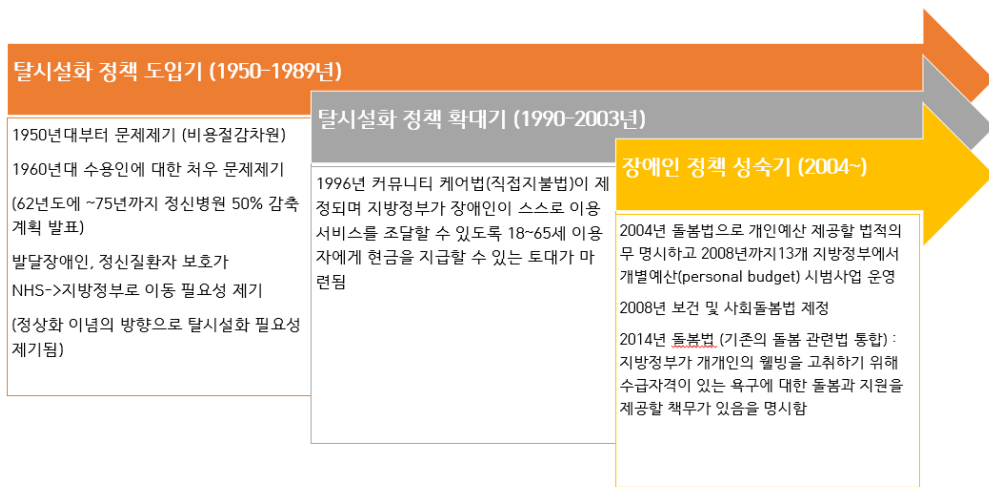 탈시설화 정책 도입기 (1950-1989년)
1950년대부터 문제제기 (비용절감차원)
1960년대 수용인에 대한 처우 문제제기
(62년도에 ~75년까지 정신병원 50% 감축
계획 발표)
발달장애인, 정신질환자 보호가
NHS->지방정부로 이동 필요성 제기
(정상화 이념의 방향으로 탈시설화 필요성
제기됨)
탈시설화 정책 확대기 (1990-2003년)
1996년 커뮤니티 케어법(직접지불법)이 제
정되며 지방정부가 장애인이 스스로 이용
서비스를 조달할 수 있도록 18~65세 이용
자에게 현금을 지급할 수 있는 토대가 마
련됨
장애인 정책 성숙기 (2004~)
2004년 돌봄법으로 개인예산 제공할 법적의
무 명시하고 2008년까지13개 지방정부에서
개별예산(personal budget) 시범사업 운영
2008년 보건 및 사회돌봄법 제정
2014년 돌봄법 (기존의 돌봄 관련법 통합) :
지방정부가 개개인의 웰빙을 고취하기 위해
수급자격이 있는 욕구에 대한 돌봄과 지원을
제공할 책무가 있음을 명시함